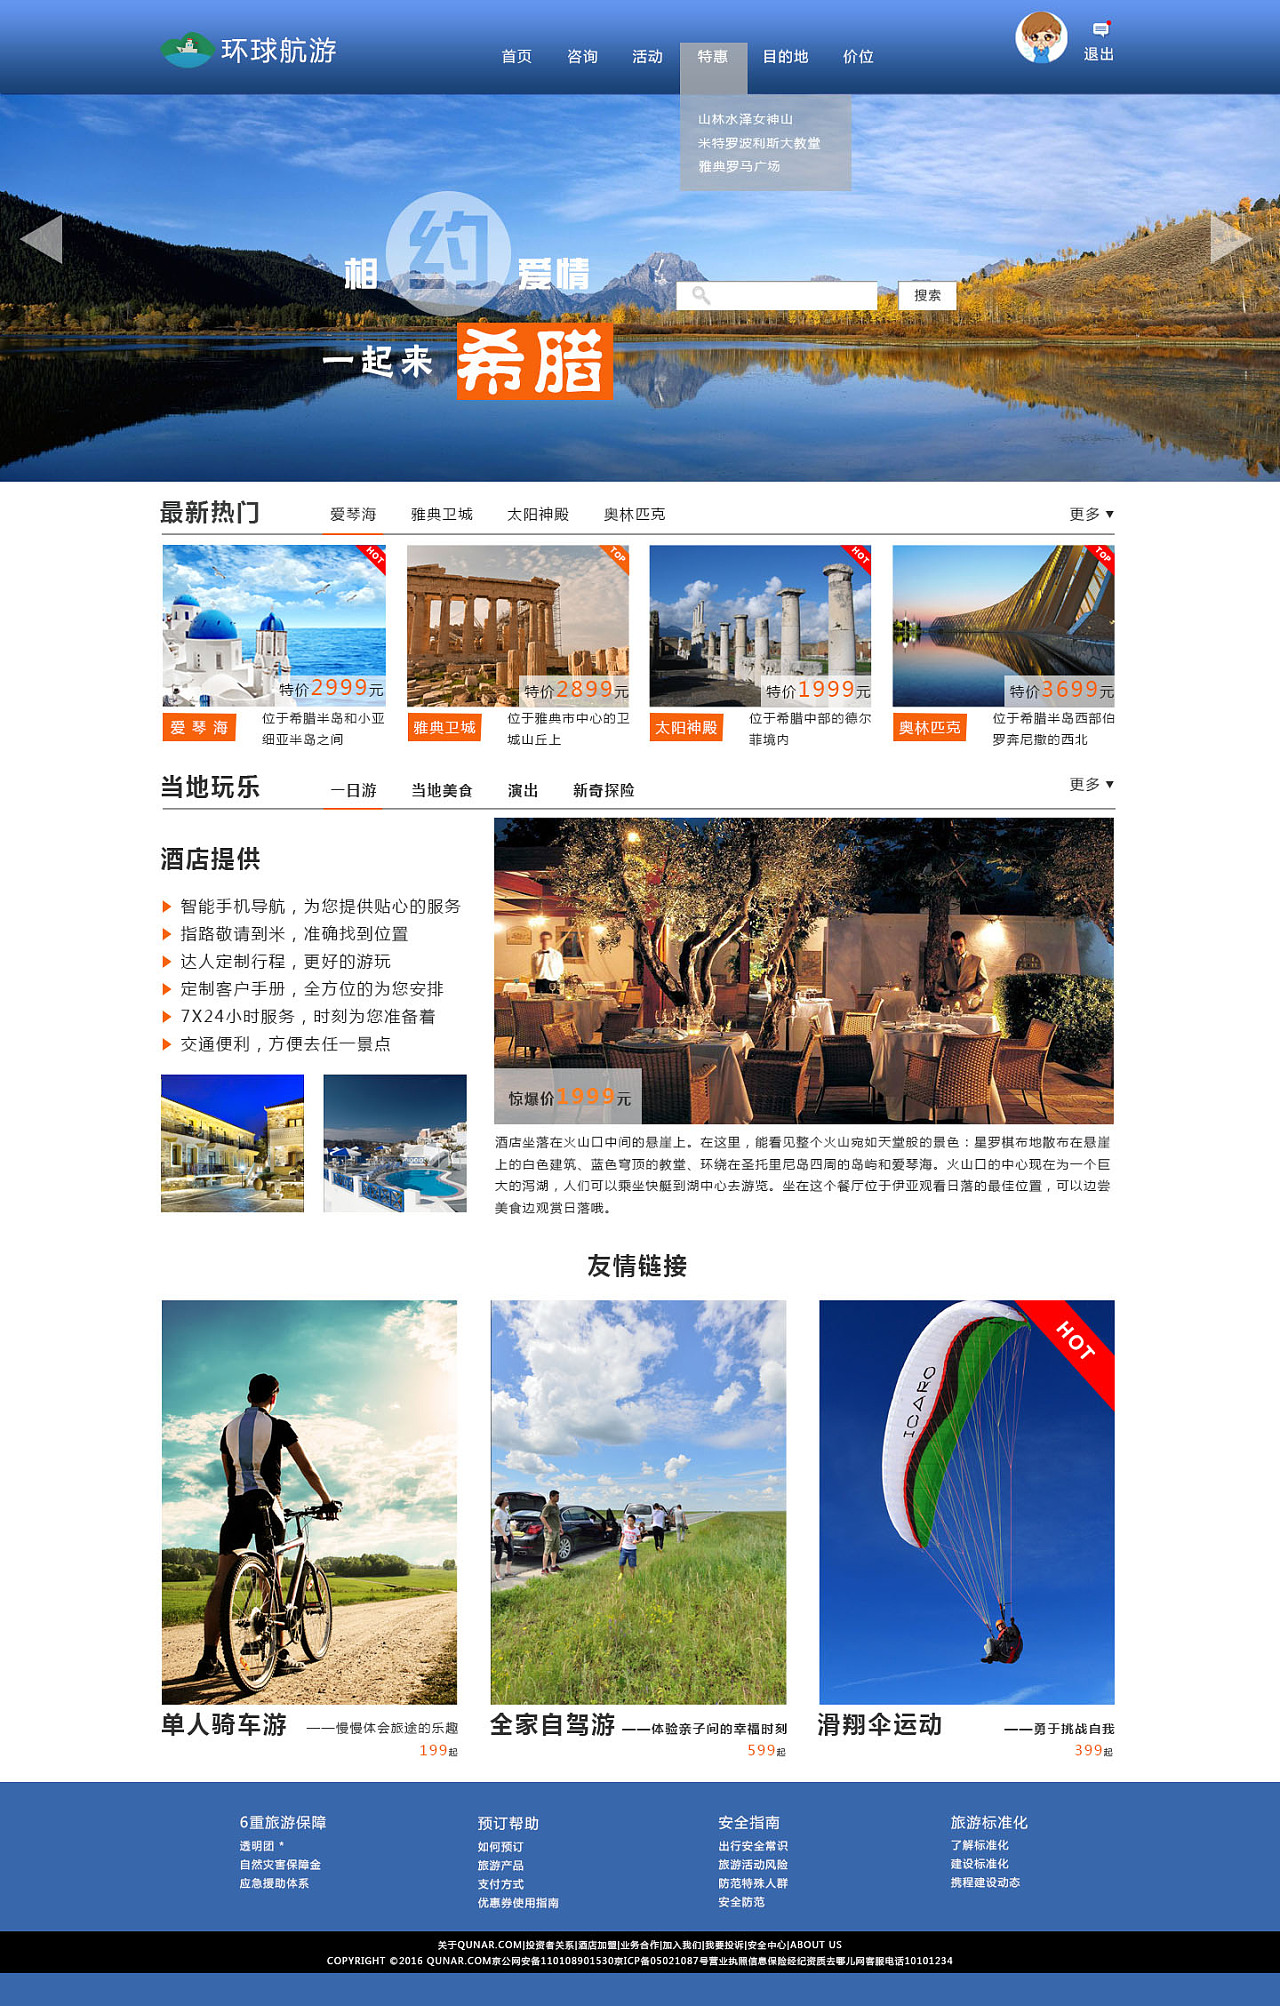 环球航游
首页 咨询 活动 特惠 目的地 价位
退出
山林水泽女神山
米特罗波利斯大教堂
雅典罗马广场
相约爱情
搜索
一起来希腊
最新热门 爱琴海 雅典卫城 太阳神殿 奥林匹克 更多
HOT TOP HOT TOP
特价2999元 特价2899元 特价1999元 特价3699元
爱琴海 位于希腊半岛和小亚
细亚半岛之间
雅典卫城 位于雅典市中心的卫
城山丘上
太阳神殿 位于希腊中部的德尔
菲境内
奥林匹克 位于希腊半岛西部伯
罗奔尼撒的西北
当地玩乐 一日游 当地美食 演出 新奇探险 更多
酒店提供
智能手机导航，为您提供贴心的服务
指路敬请到米，准确找到位置
达人定制行程，更好的游玩
定制客户手册，全方位的为您安排
7X24小时服务，时刻为您准备着
交通便利，方便去任一景点
惊爆价1999元
酒店坐落在火山口中间的悬崖上。在这里，能看见整个火山宛如天堂般的景色：星罗棋布地散布在悬崖
上的白色建筑、蓝色穹顶的教堂、环绕在圣托里尼岛四周的岛屿和爱琴海。火山口的中心现在为一个巨
大的泻湖，人们可以乘坐快艇到湖中心去游览。坐在这个餐厅位于伊亚观看日落的最佳位置，可以边尝
美食边观赏日落哦。
友情链接
HOT
ICARO
单人骑车游 ——慢慢体会旅途的乐趣
199起
全家自驾游 ——体验亲子间的幸福时刻
599起
滑翔伞运动 ——勇于挑战自我
399起
6重旅游保障
透明团 *
自然灾害保障金
应急援助体系
预订帮助
如何预订
旅游产品
支付方式
优惠券使用指南
安全指南
出行安全常识
旅游活动风险
防范特殊人群
安全防范
旅游标准化
了解标准化
建设标准化
携程建设动态
关于QUNAR.COM|投资者关系|酒店加盟|业务合作|加入我们|我要投诉|安全中心|ABOUT US
COPYRIGHT ©2016 QUNAR.COM京公网安备110108901530京ICP备05021087号营业执照信息保险经纪资质去哪儿网客服电话10101234